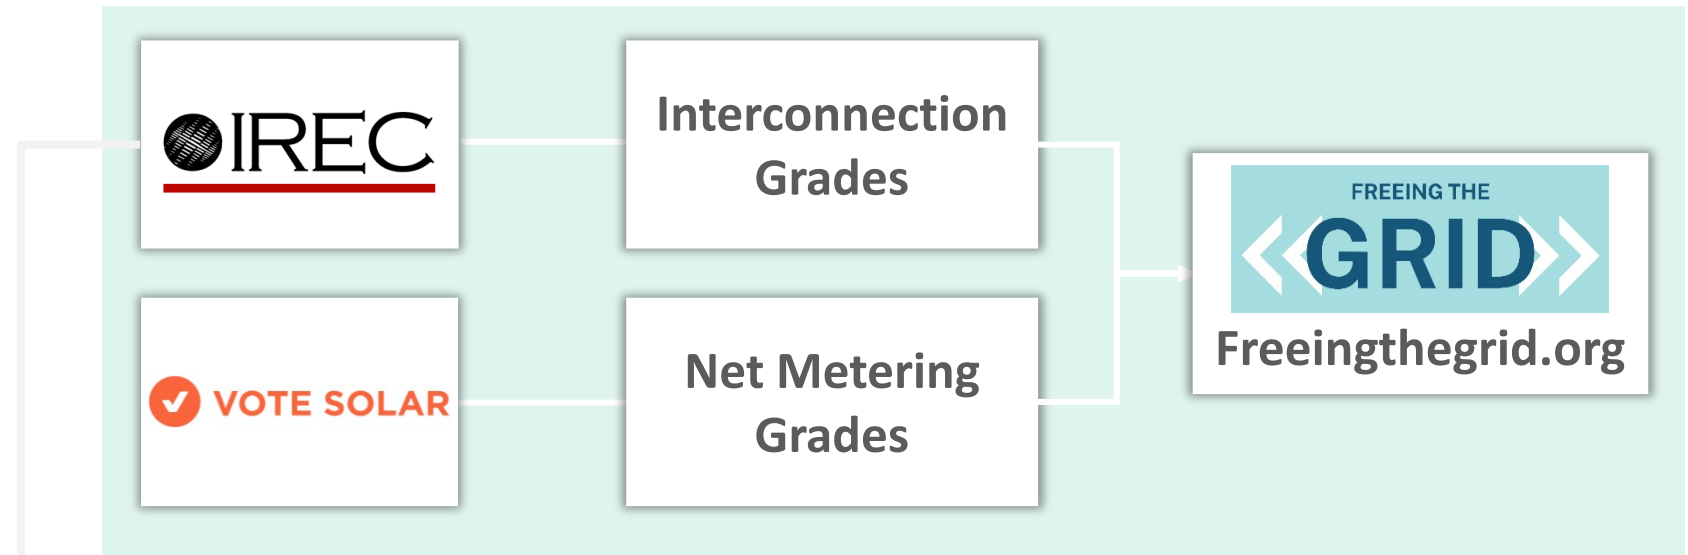 IREC
Interconnection
Grades
VOTE SOLAR
Net Metering
Grades
FREEING THE
GRID
Freeingthegrid.org